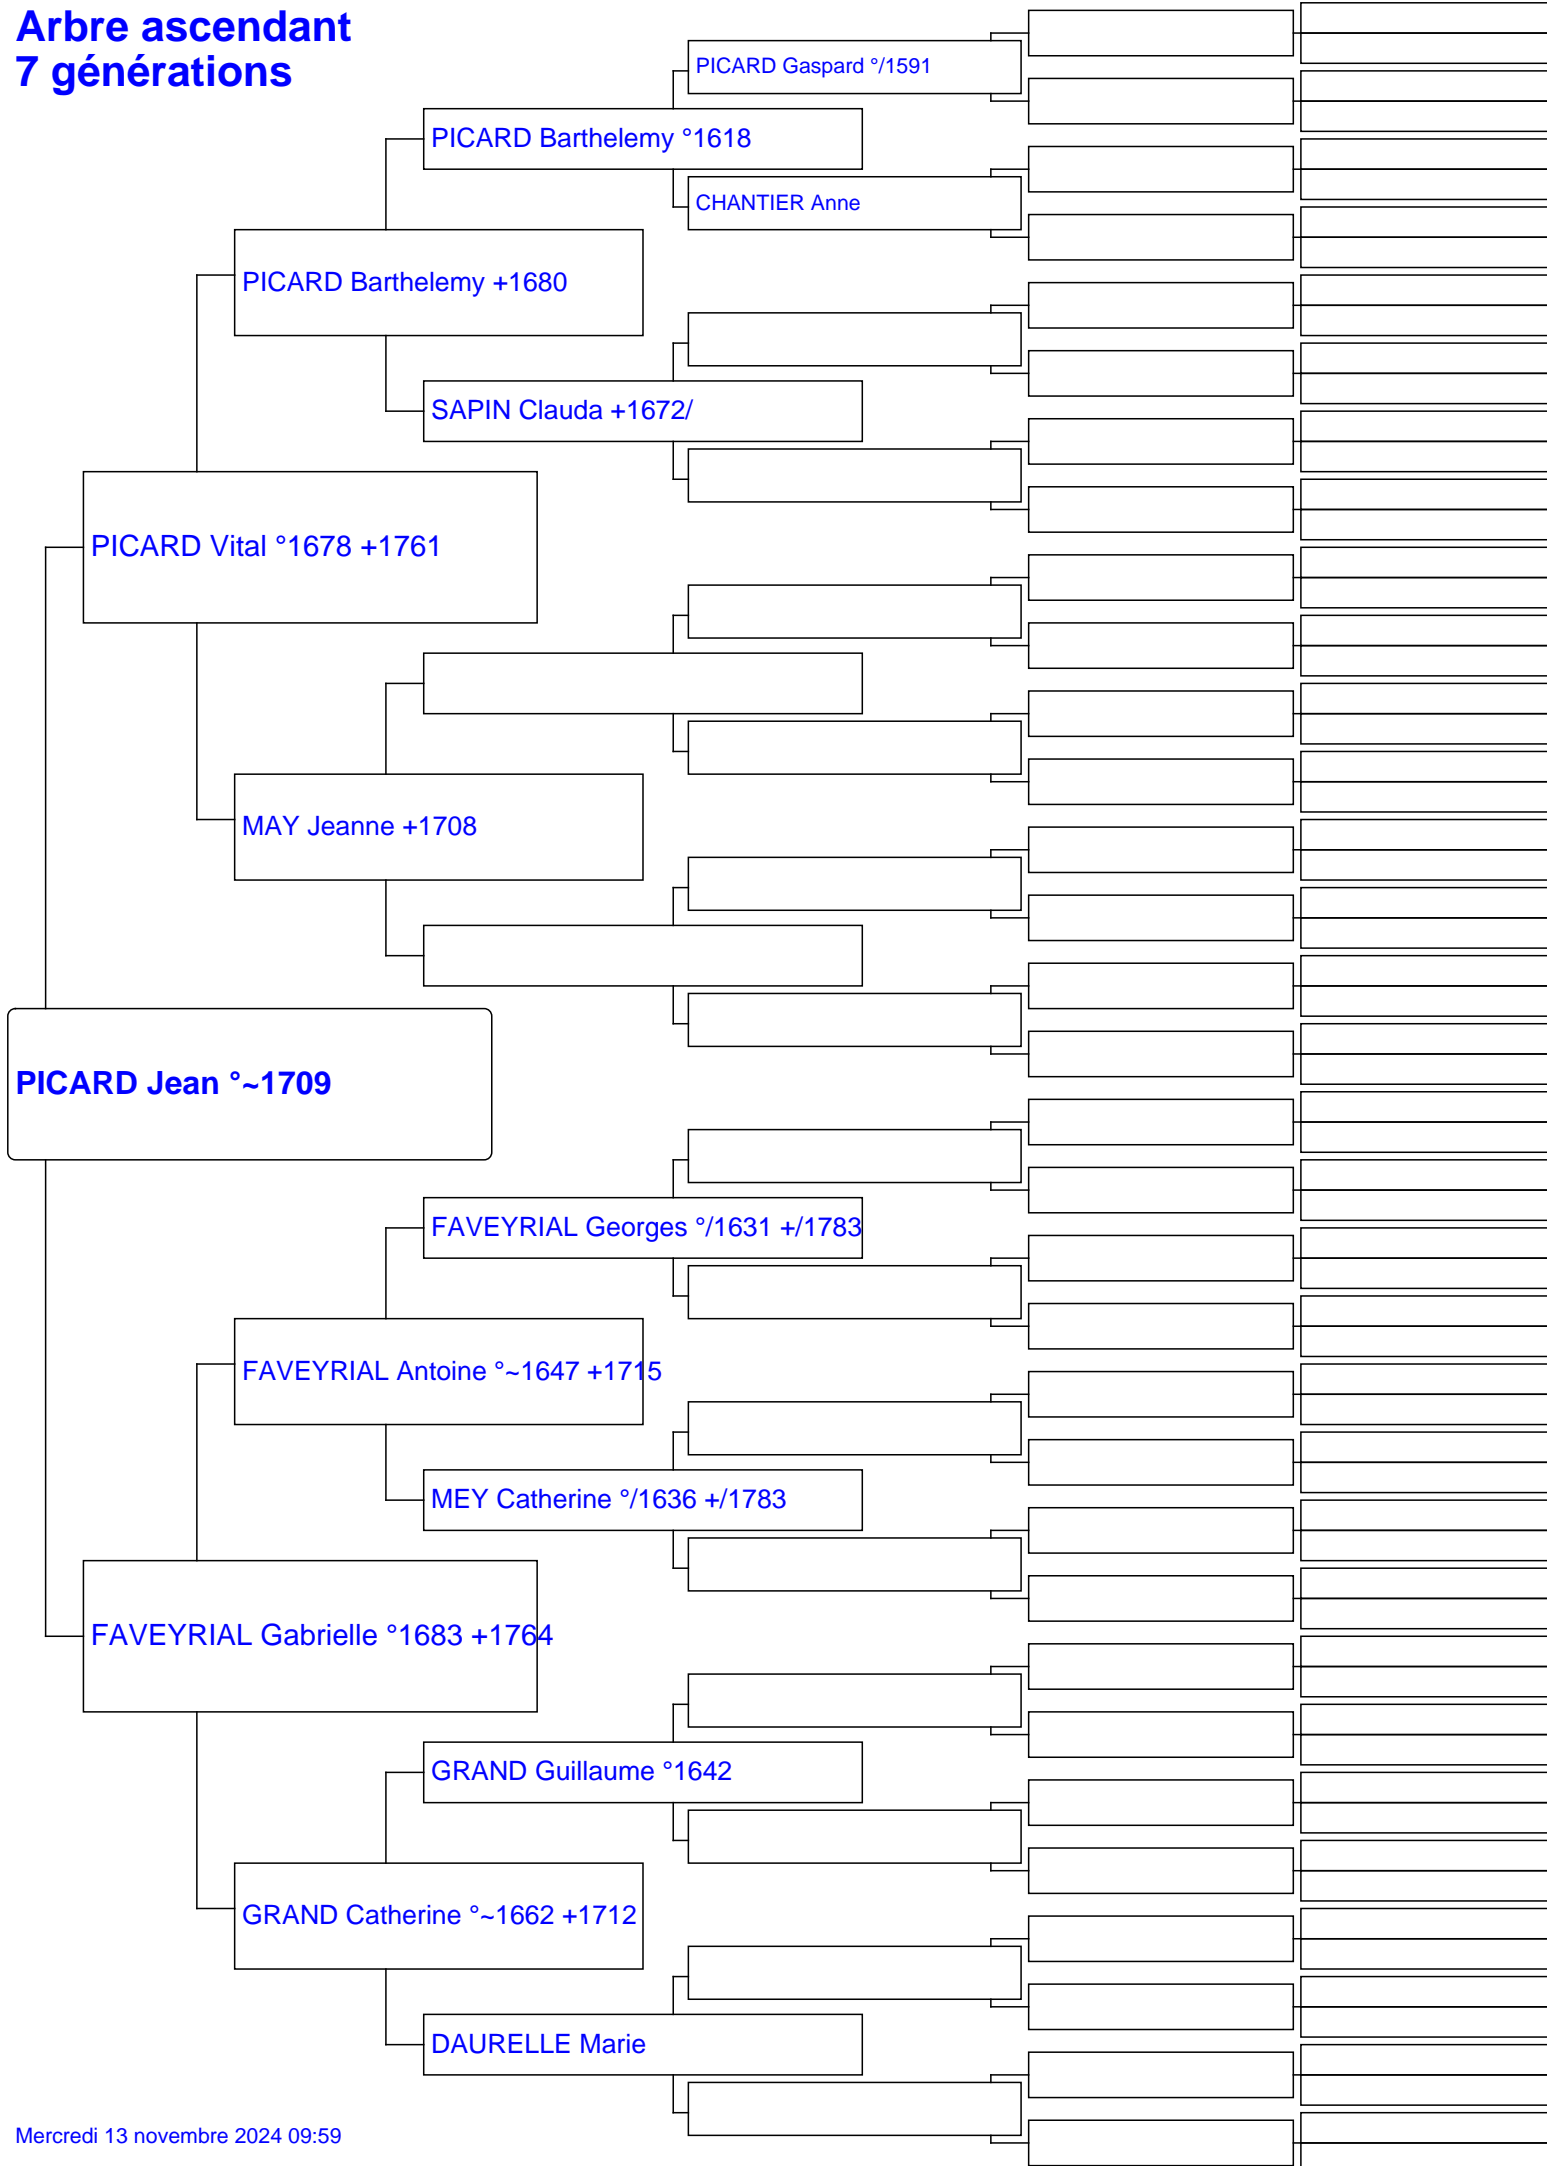 Arbre ascendant
7 générations
PICARD Gaspard °/1591
PICARD Barthelemy °1618
CHANTIER Anne
PICARD Barthelemy +1680
SAPIN Clauda +1672/
PICARD Vital °1678 +1761
MAY Jeanne +1708
PICARD Jean °~1709
FAVEYRIAL Georges °/1631 +/1783
FAVEYRIAL Antoine °~1647 +1715
MEY Catherine °/1636 +/1783
FAVEYRIAL Gabrielle °1683 +1764
GRAND Guillaume °1642
GRAND Catherine °~1662 +1712
DAURELLE Marie
Mercredi 13 novembre 2024 09:59